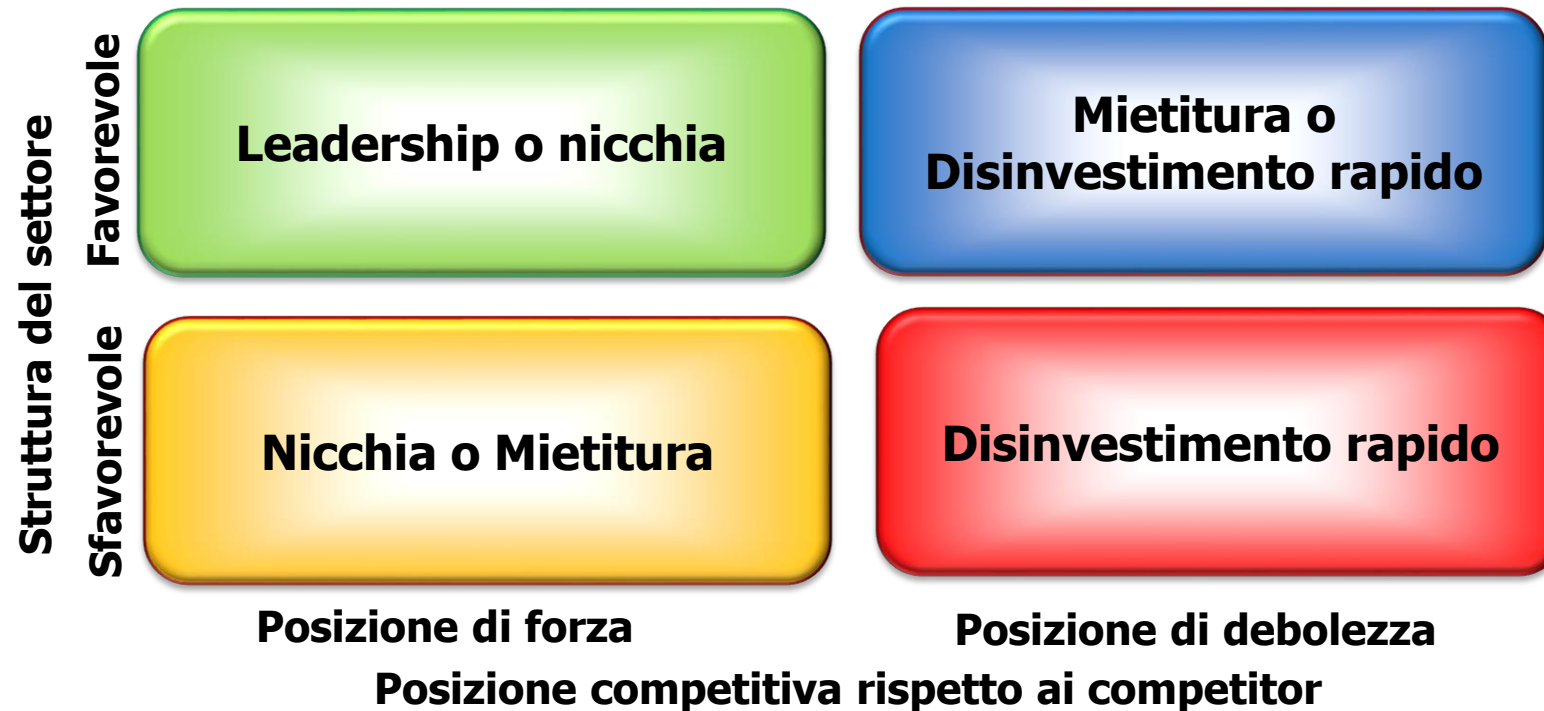 Struttura del settore
Favorevole
Leadership o nicchia
Mietitura o
Disinvestimento rapido
Sfavorevole
Nicchia o Mietitura
Disinvestimento rapido
Posizione di forza
Posizione di debolezza
Posizione competitiva rispetto ai competitor